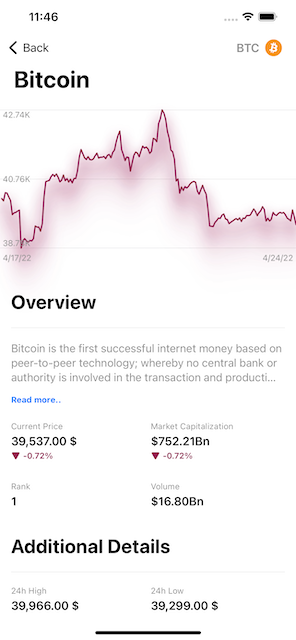 11:46
Back
BTC
Bitcoin
42.74K
40.76K
4/17/22
4/24/22
Overview
Bitcoin is the first successful internet money based on
peer-to-peer technology; whereby no central bank or
authority is involved in the transaction and producti...
Read more..
Current Price
Market Capitalization
39,537.00 $
$752.21Bn
-0.72%
-0.72%
Rank
Volume
1
$16.80Bn
Additional Details
24h High
24h Low
39,966.00 $
39,299.00 $